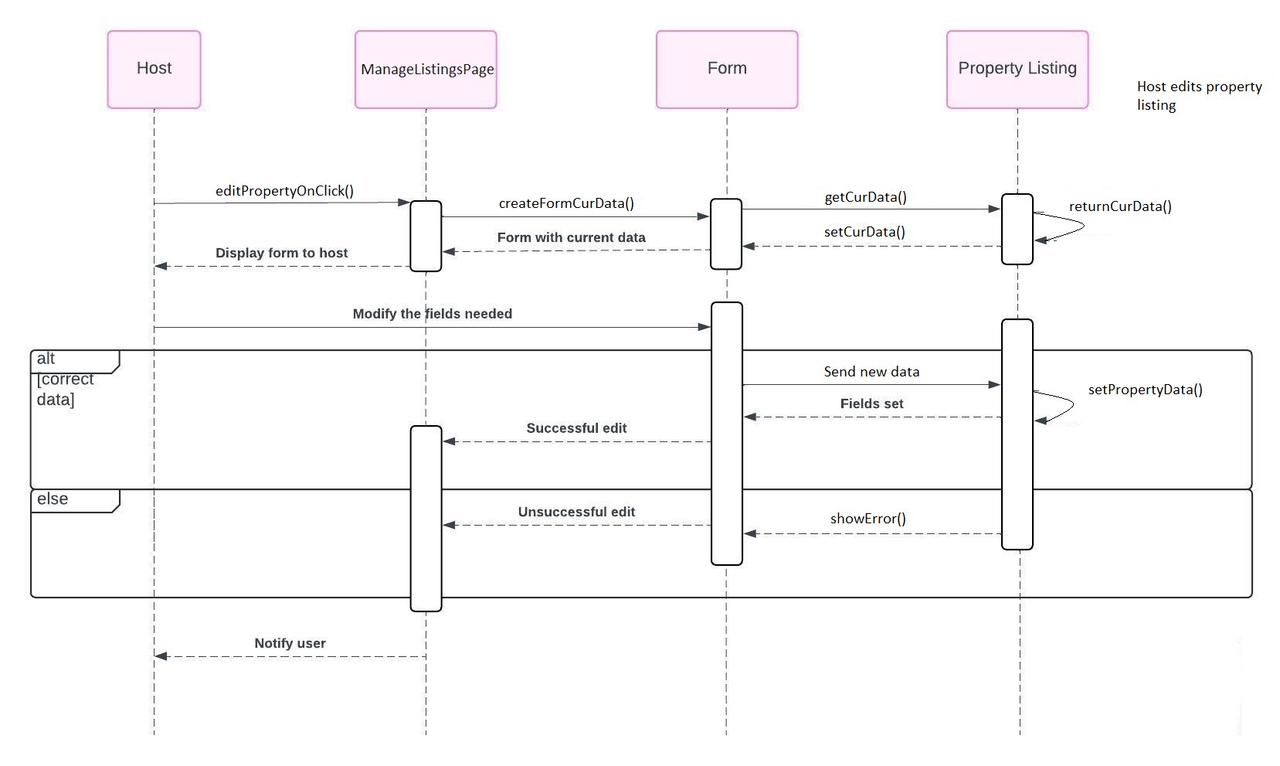 Host
ManageListingsPage
Form
Property Listing
Host edits property
listing
editPropertyOnClick()
createFormCurData()
getCurData()
returnCurData()
setCurData()
Form with current data
Display form to host
Modify the fields needed
alt
[correct
data]
Send new data
setPropertyData()
Fields set
Successful edit
else
Unsuccessful edit
showError()
Notify user